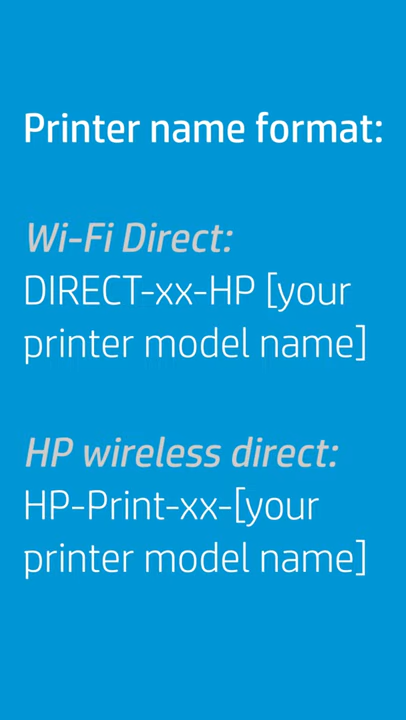 Printer name format:
Wi-Fi Direct:
DIRECT-xx-HP [your
printer model name]
HP wireless direct:
HP-Print-xx-[your
printer model name]